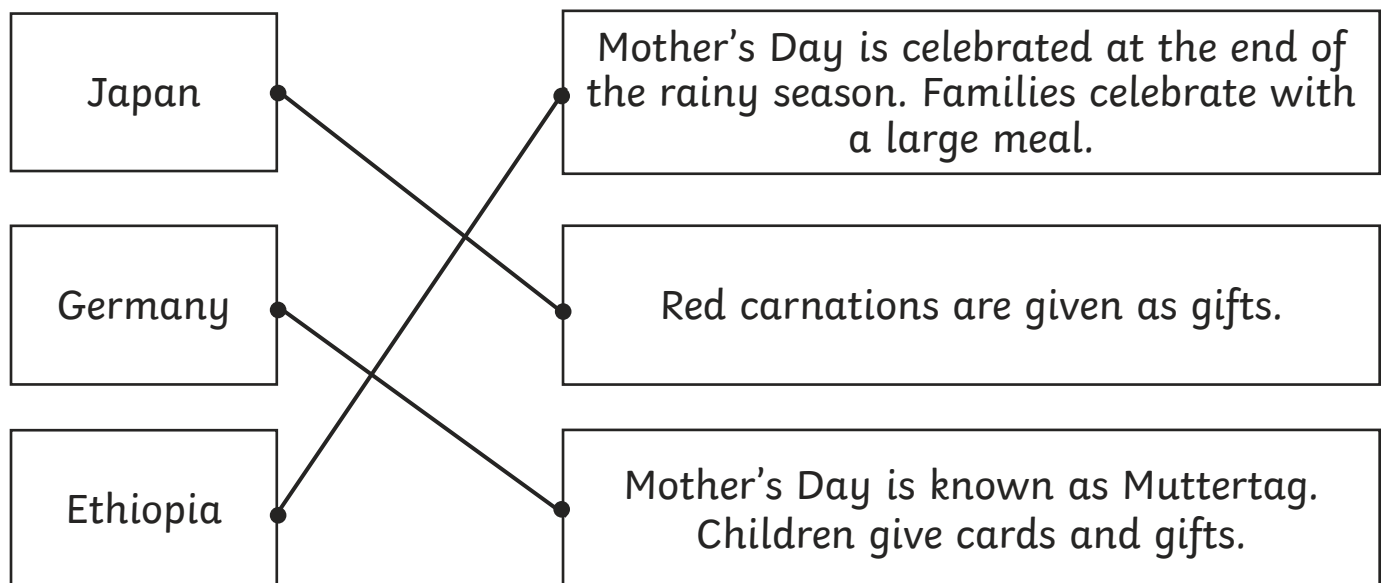 Japan
Mother’s Day is celebrated at the end of
the rainy season. Families celebrate with
a large meal.
Germany
Red carnations are given as gifts.
Ethiopia
Mother’s Day is known as Muttertag.
Children give cards and gifts.